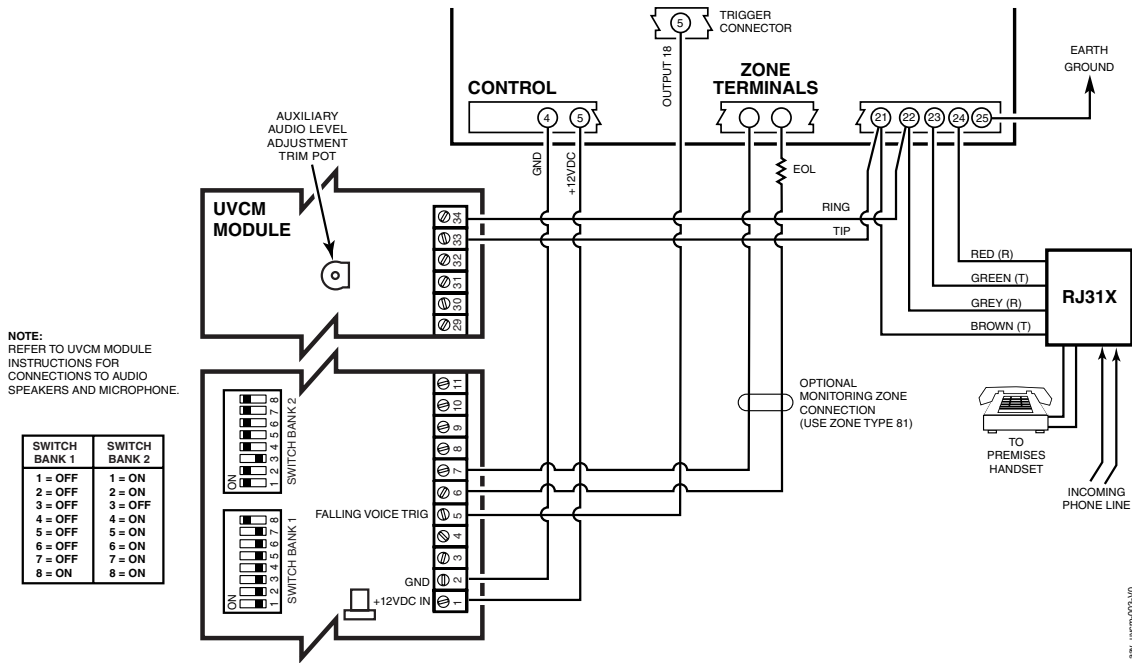 TRIGGER
CONNECTOR
5
OUTPUT 18
EARTH
GROUND
CONTROL
4 5
ZONE
TERMINALS
21 22 23 24 25
GND
+12VDC
EOL
AUXILIARY
AUDIO LEVEL
ADJUSTMENT
TRIM POT
UVCM
MODULE
34
33
32
31
30
29
RING
TIP
RED (R)
GREEN (T)
GREY (R)
BROWN (T)
RJ31X
NOTE:
REFER TO UVCM MODULE
INSTRUCTIONS FOR
CONNECTIONS TO AUDIO
SPEAKERS AND MICROPHONE.
SWITCH BANK 1 SWITCH BANK 2
1 = OFF 1 = ON
2 = OFF 2 = ON
3 = OFF 3 = OFF
4 = OFF 4 = ON
5 = OFF 5 = ON
6 = OFF 6 = ON
7 = OFF 7 = ON
8 = ON 8 = ON
ON
1 2 3 4 5 6 7 8
SWITCH BANK 2
ON
1 2 3 4 5 6 7 8
SWITCH BANK 1
11
10
9
8
7
6
5
4
3
2
1
FALLING VOICE TRIG
GND
+12VDC IN
OPTIONAL
MONITORING ZONE
CONNECTION
(USE ZONE TYPE 81)
TO
PREMISES
HANDSET
INCOMING
PHONE LINE